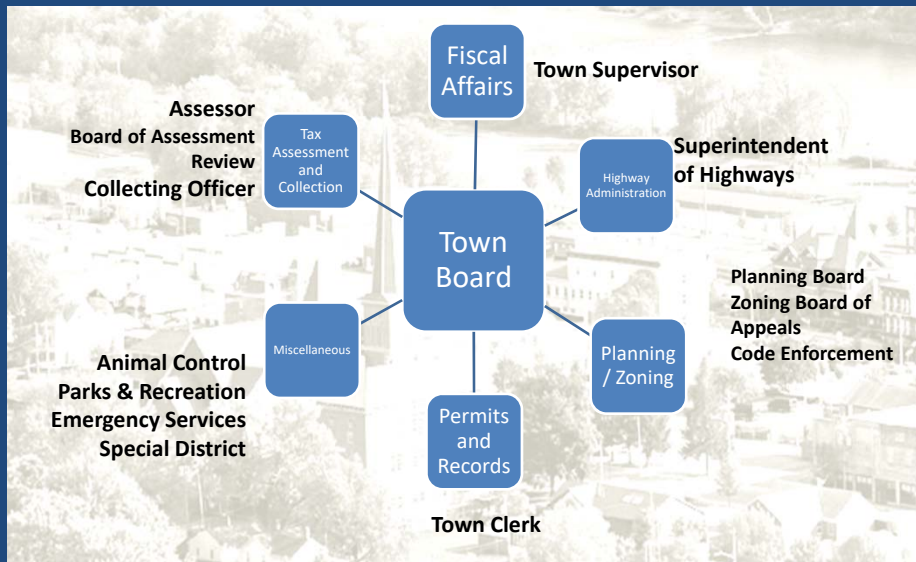 Fiscal
Affairs
Town Supervisor
Assessor
Board of Assessment
Review
Collecting Officer
Tax
Assessment
and
Collection
Superintendent
of Highways
Highway
Administration
Town
Board
Planning Board
Zoning Board of
Appeals
Code Enforcement
Miscellaneous
Planning
/ Zoning
Animal Control
Parks & Recreation
Emergency Services
Special District
Permits
and
Records
Town Clerk